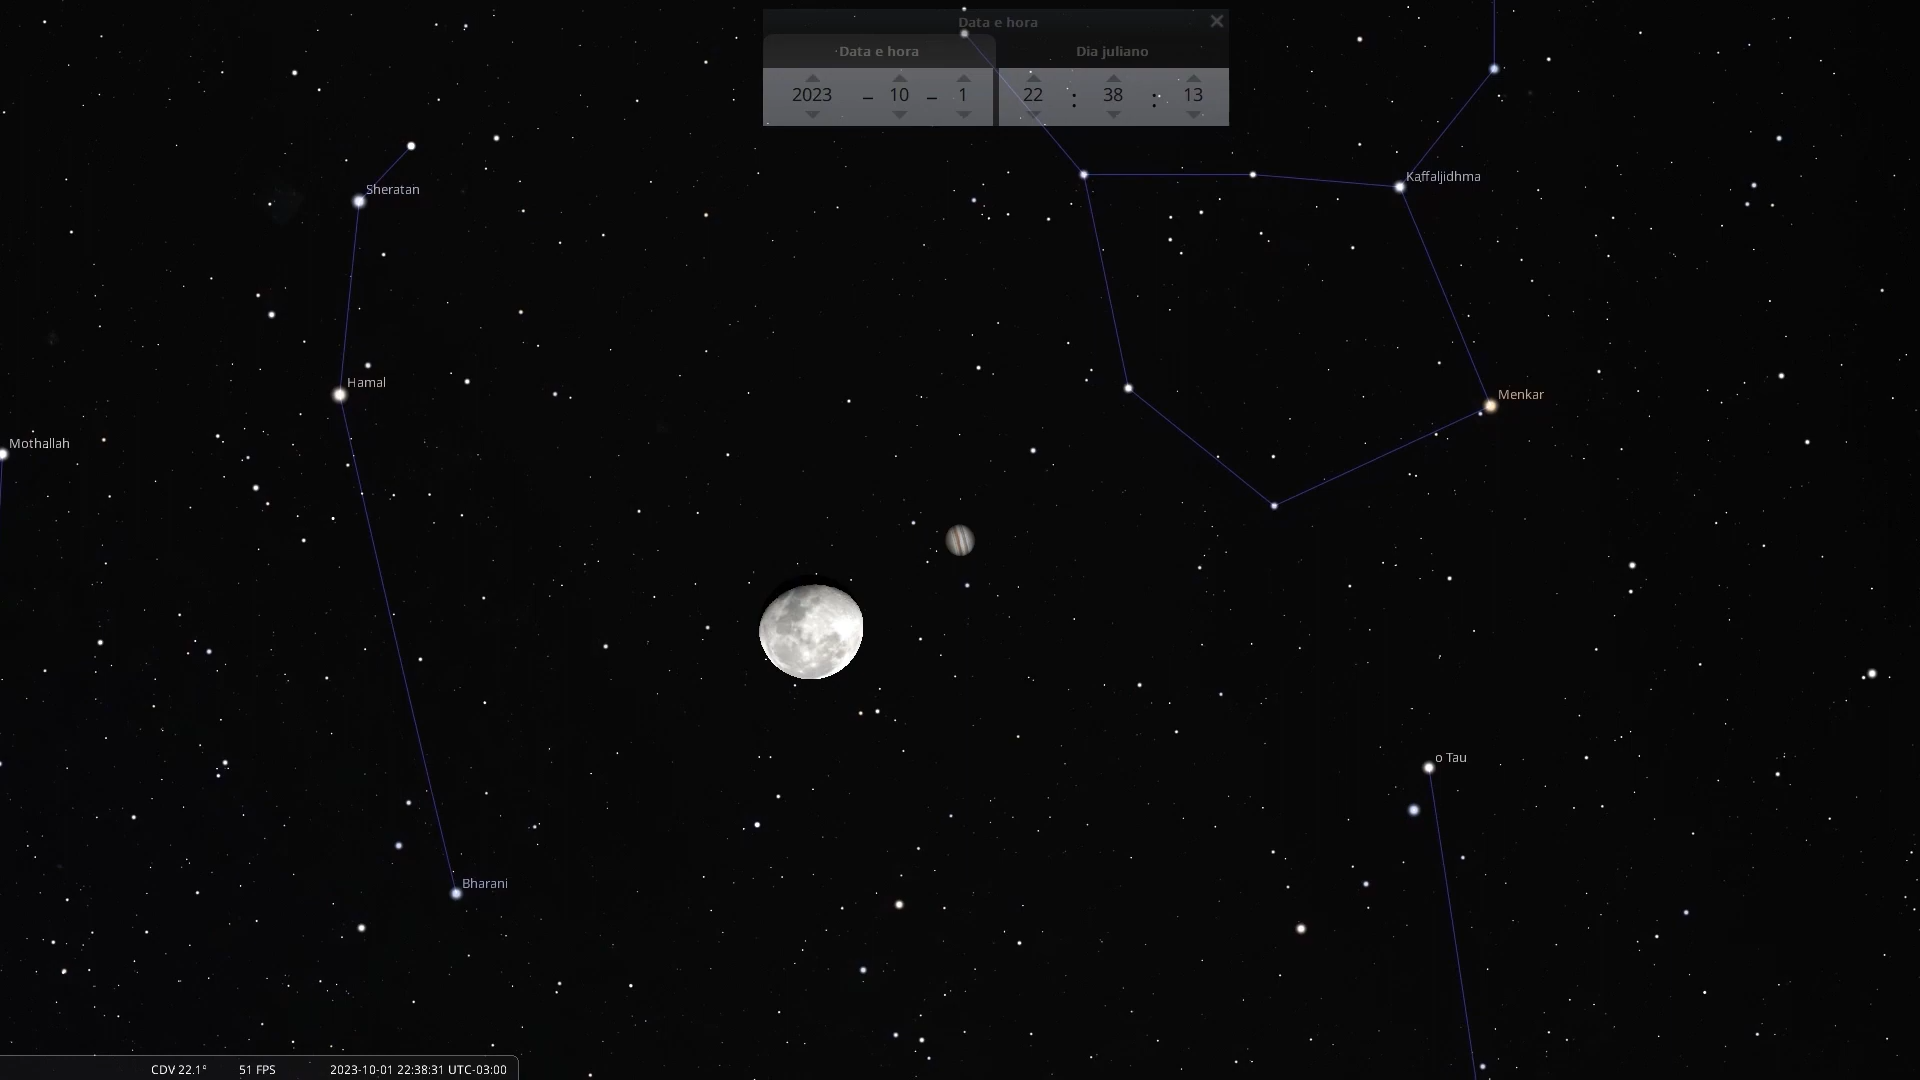 Data e hora
Data e hora
Dia juliano
2023 – 10 – 1 22 : 38 : 13
Sheratan
Kaffaljidhma
Hamal
Menkar
Mothallah
o Tau
Bharani
CDV 22.1° 51 FPS 2023-10-01 22:38:31 UTC-03:00